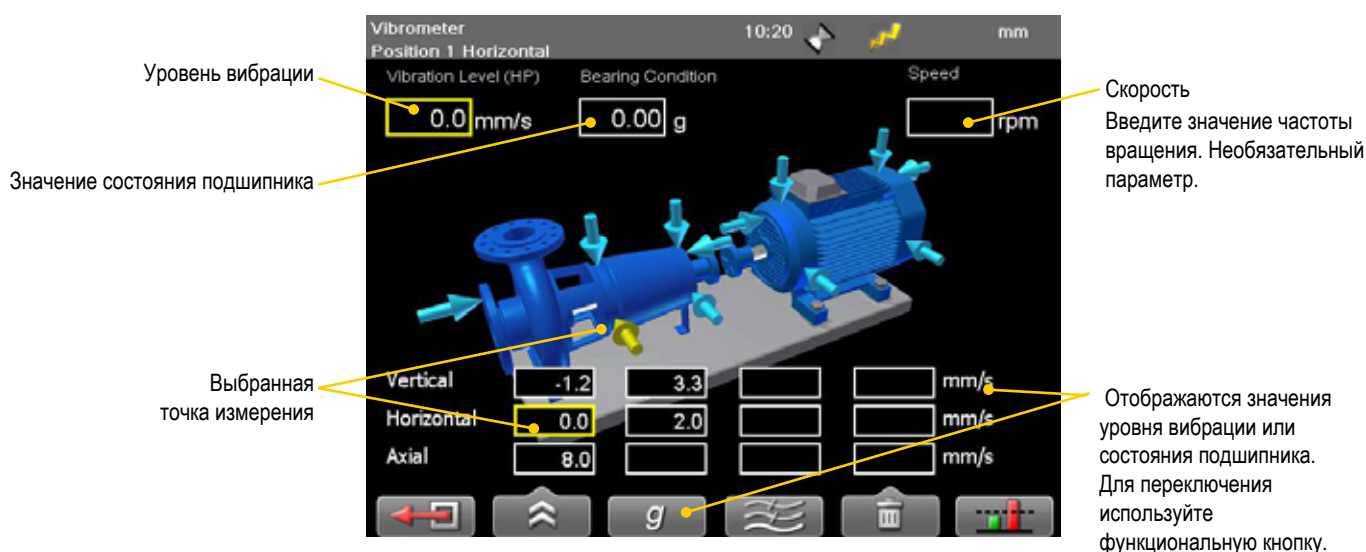 Vibrometer
Position 1 Horizontal
10:20
mm
Уровень вибрации
Vibration Level (HP)
Bearing Condition
Speed
0.0 mm/s
0.00 g
rpm
Скорость
Введите значение частоты
вращения. Необязательный
параметр.
Значение состояния подшипника
Выбранная
точка измерения
Vertical -1.2 3.3 mm/s
Horizontal 0.0 2.0 mm/s
Axial 8.0 mm/s
g
Отображаются значения
уровня вибрации или
состояния подшипника.
Для переключения
используйте
функциональную кнопку.